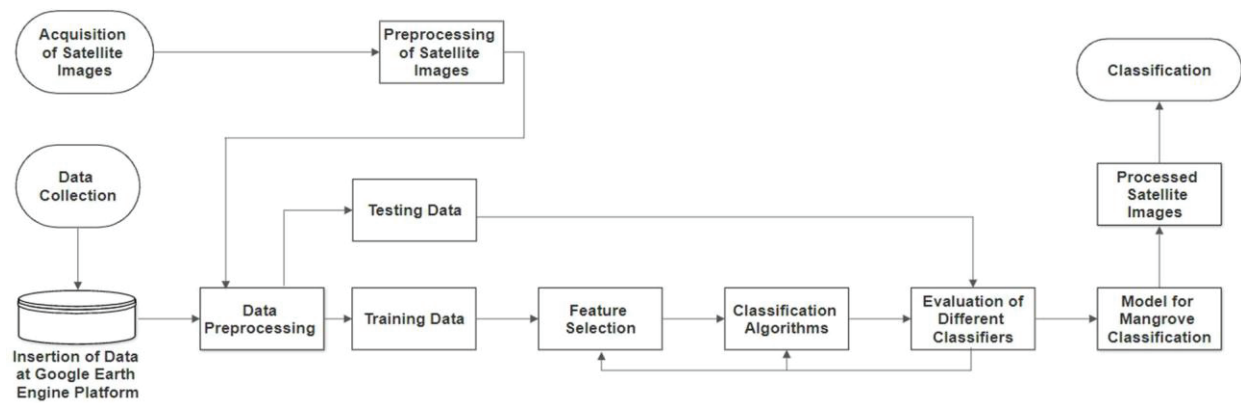 Acquisition
of Satellite
Images
Preprocessing
of Satellite
Images
Classification
Data
Collection
Processed
Satellite
Images
Testing Data
Data
Preprocessing
Training Data
Feature
Selection
Classification
Algorithms
Evaluation of
Different
Classifiers
Model for
Mangrove
Classification
Insertion of Data
at Google Earth
Engine Platform